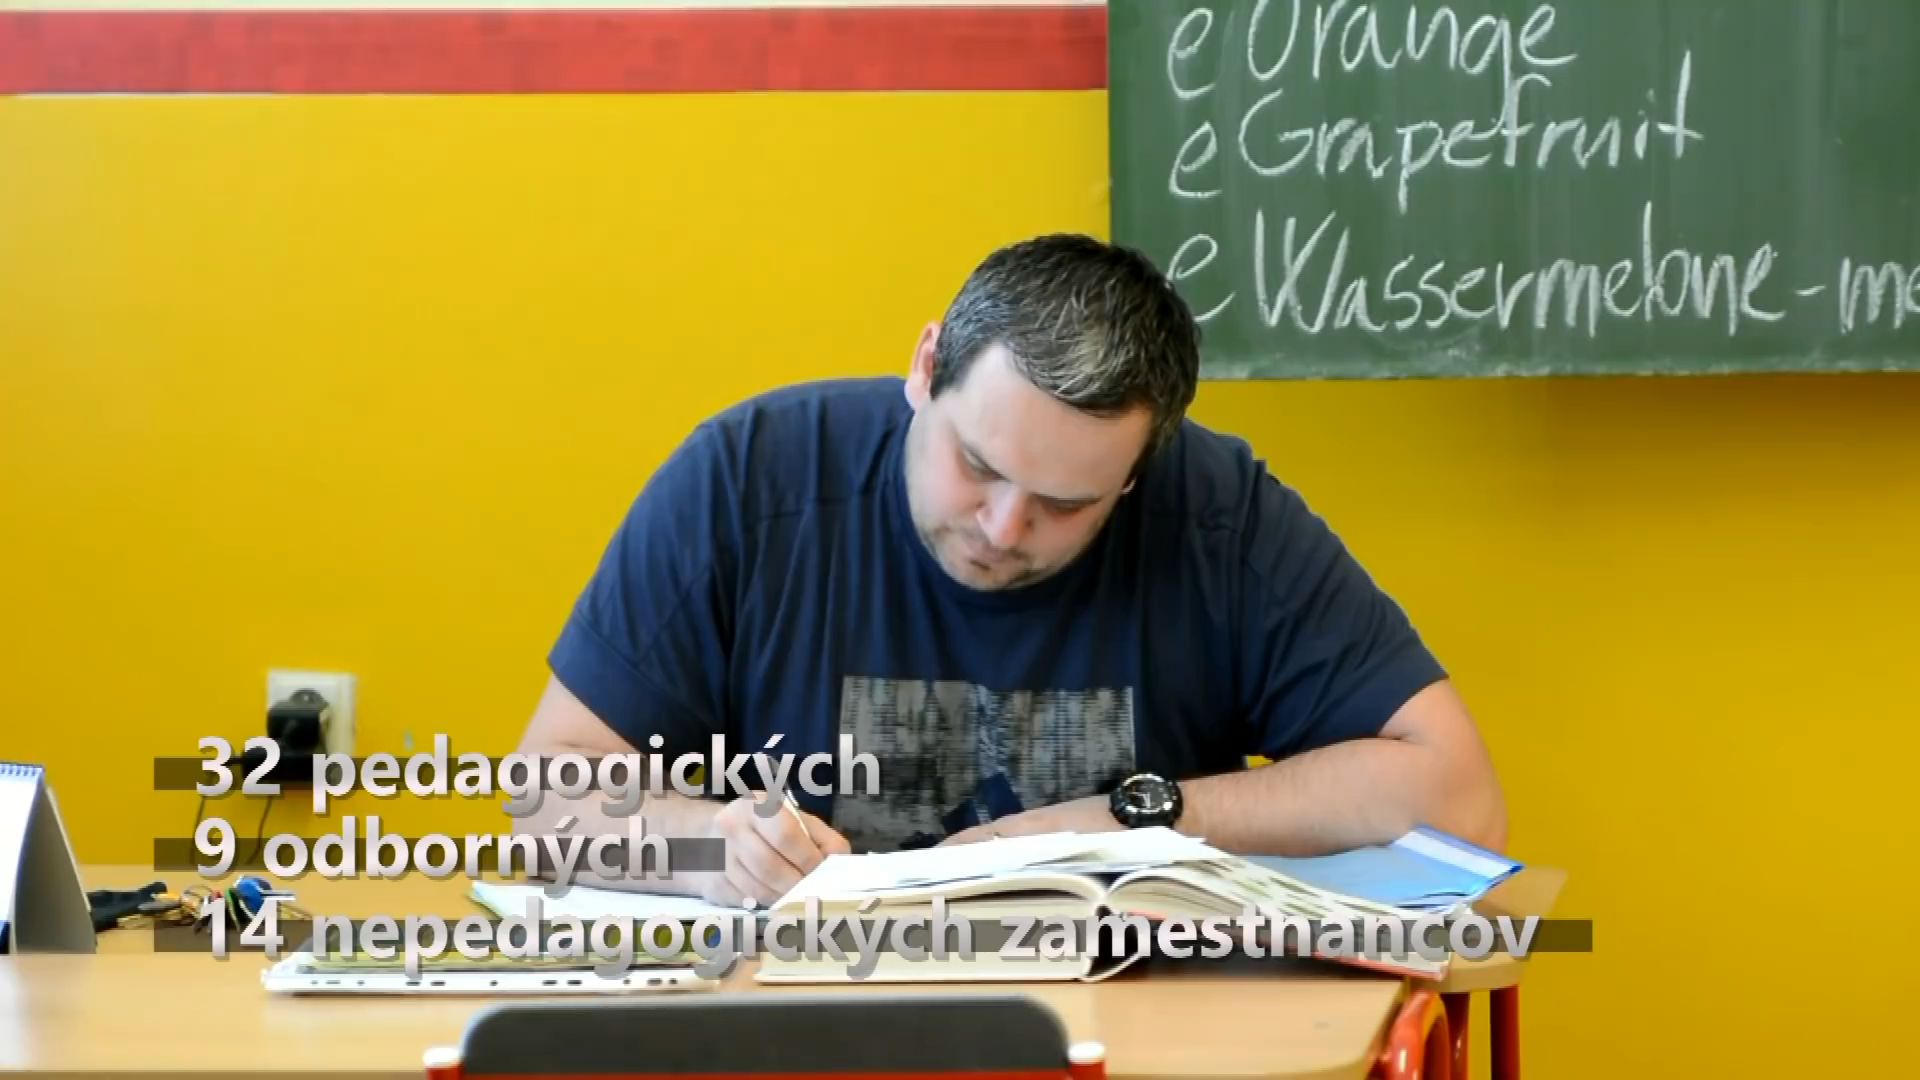 e Orange
e Grapefruit
e Wassermelone - me
32 pedagogických
9 odborných
14 nepedagogických zamestnancov